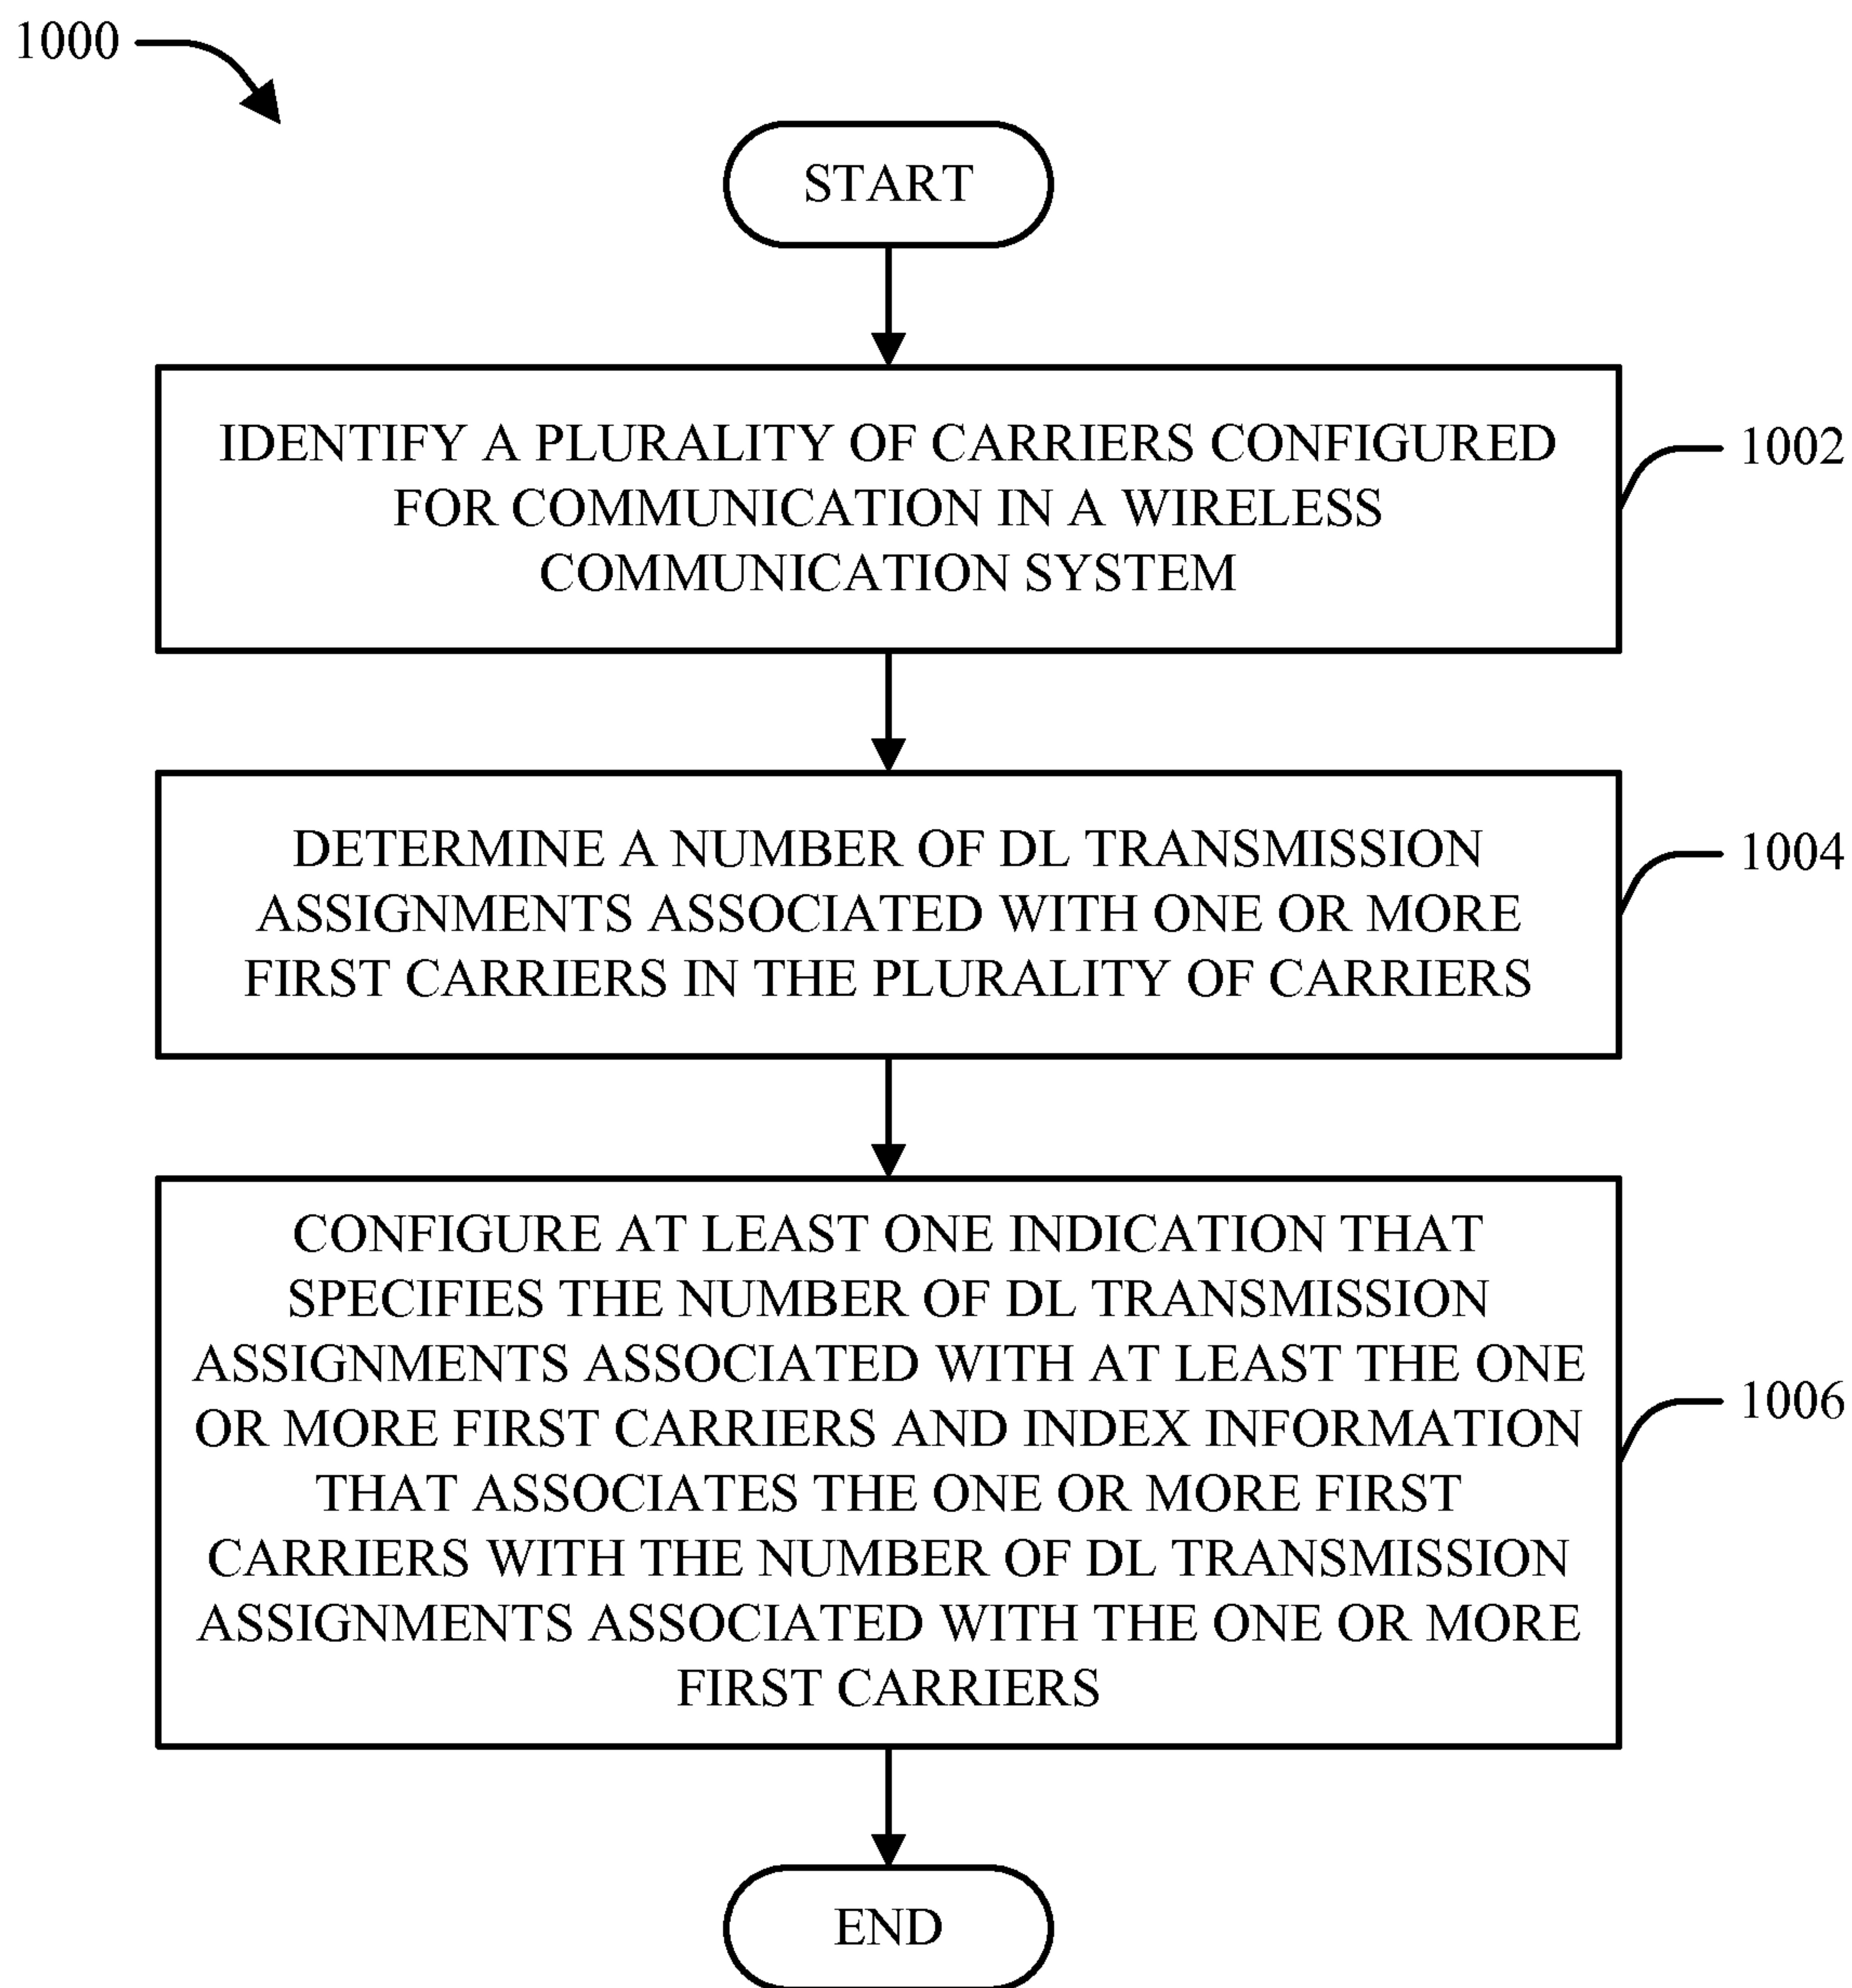 1000
START
IDENTIFY A PLURALITY OF CARRIERS CONFIGURED
FOR COMMUNICATION IN A WIRELESS
COMMUNICATION SYSTEM
1002
DETERMINE A NUMBER OF DL TRANSMISSION
ASSIGNMENTS ASSOCIATED WITH ONE OR MORE
FIRST CARRIERS IN THE PLURALITY OF CARRIERS
1004
CONFIGURE AT LEAST ONE INDICATION THAT
SPECIFIES THE NUMBER OF DL TRANSMISSION
ASSIGNMENTS ASSOCIATED WITH AT LEAST THE ONE
OR MORE FIRST CARRIERS AND INDEX INFORMATION
THAT ASSOCIATES THE ONE OR MORE FIRST
CARRIERS WITH THE NUMBER OF DL TRANSMISSION
ASSIGNMENTS ASSOCIATED WITH THE ONE OR MORE
FIRST CARRIERS
1006
END